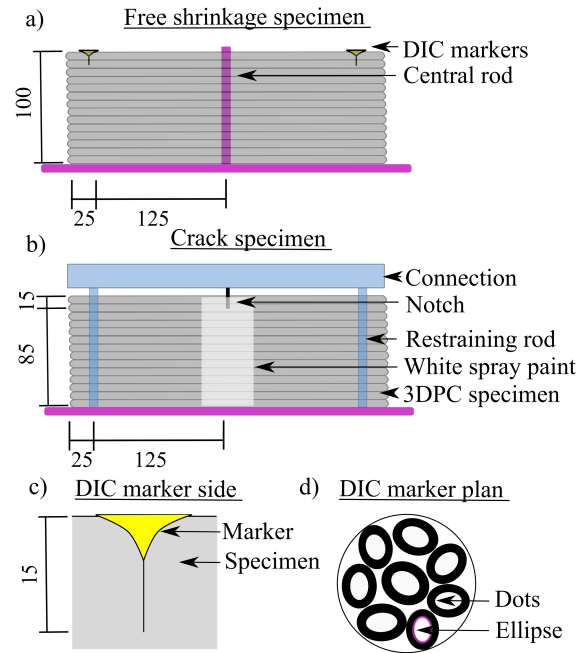 a) Free shrinkage specimen
DIC markers
Central rod
100
25
125
b) Crack specimen
Connection
Notch
15
Restraining rod
White spray paint
85
3DPC specimen
25
125
c) DIC marker side
Marker
Specimen
15
d) DIC marker plan
Dots
Ellipse